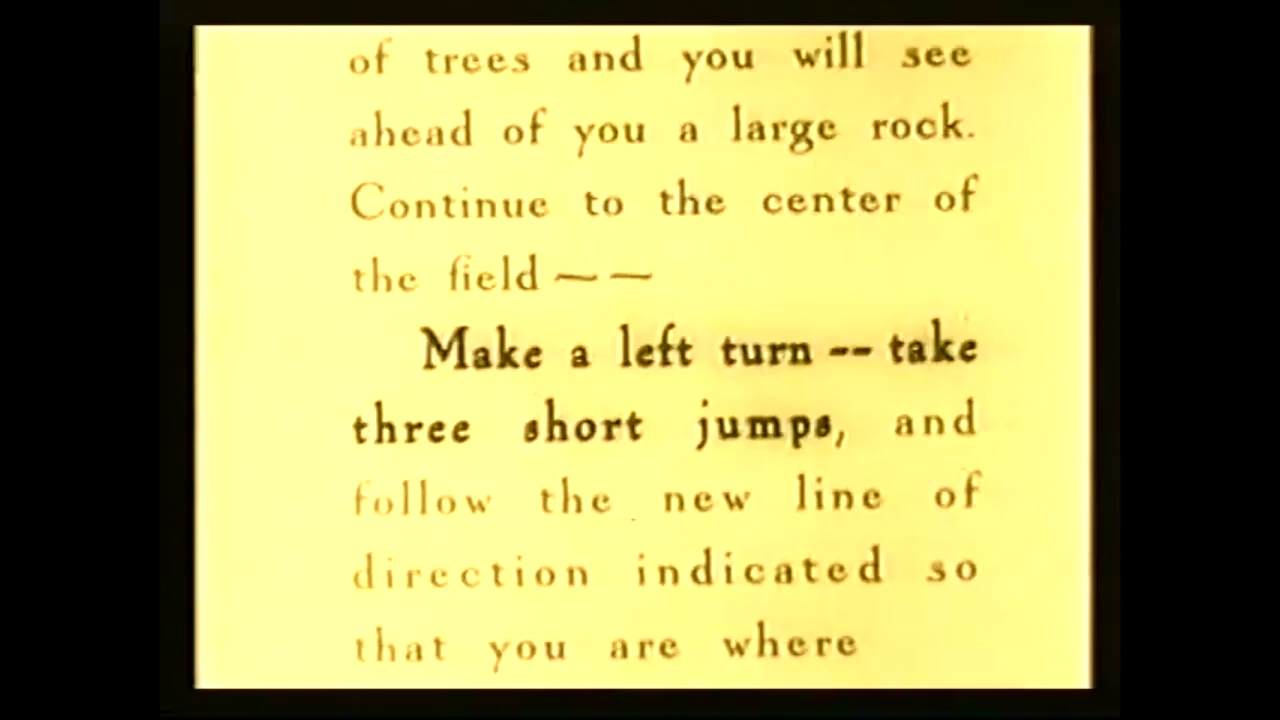 of trees and you will see
ahead of you a large rock.
Continue to the center of
the field — —
Make a left turn -- take
three short jumps, and
follow the new line of
direction indicated so
that you are where